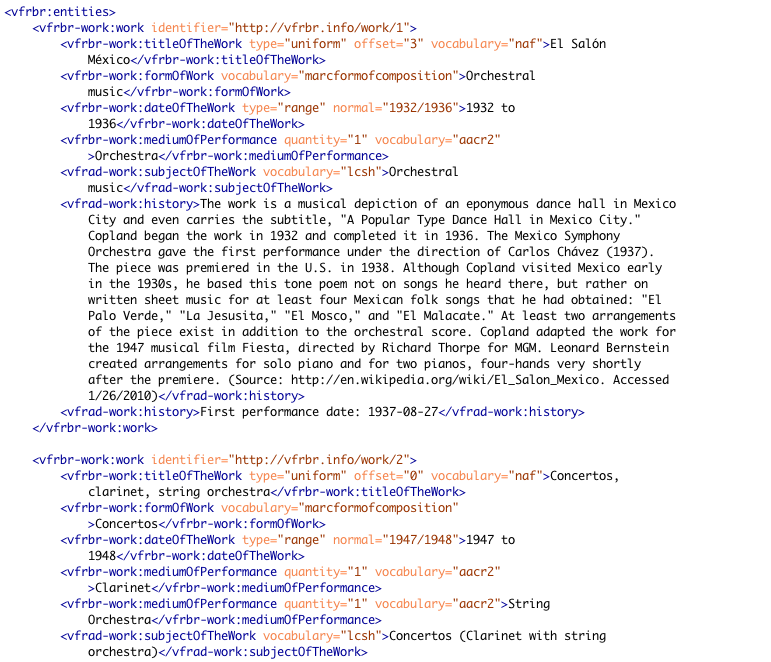 <vfrbr:entities>
<vfrbr-work:work identifier="http://vfrbr.info/work/1">
<vfrbr-work:titleOfTheWork type="uniform" offset="3" vocabulary="naf">El Salón
México</vfrbr-work:titleOfTheWork>
<vfrbr-work:formOfWork vocabulary="marcformofcomposition">Orchestral
music</vfrbr-work:formOfWork>
<vfrbr-work:dateOfTheWork type="range" normal="1932/1936">1932 to
1936</vfrbr-work:dateOfTheWork>
<vfrbr-work:mediumOfPerformance quantity="1" vocabulary="aacr2"
>Orchestra</vfrbr-work:mediumOfPerformance>
<vfrad-work:subjectOfTheWork vocabulary="lcsh">Orchestral
music</vfrad-work:subjectOfTheWork>
<vfrad-work:history>The work is a musical depiction of an eponymous dance hall in Mexico
City and even carries the subtitle, "A Popular Type Dance Hall in Mexico City."
Copland began the work in 1932 and completed it in 1936. The Mexico Symphony
Orchestra gave the first performance under the direction of Carlos Chávez (1937).
The piece was premiered in the U.S. in 1938. Although Copland visited Mexico early
in the 1930s, he based this tone poem not on songs he heard there, but rather on
written sheet music for at least four Mexican folk songs that he had obtained: "El
Palo Verde," "La Jesusita," "El Mosco," and "El Malacate." At least two arrangements
of the piece exist in addition to the orchestral score. Copland adapted the work for
the 1947 musical film Fiesta, directed by Richard Thorpe for MGM. Leonard Bernstein
created arrangements for solo piano and for two pianos, four-hands very shortly
after the premiere. (Source: http://en.wikipedia.org/wiki/El_Salon_Mexico. Accessed
1/26/2010)</vfrad-work:history>
<vfrad-work:history>First performance date: 1937-08-27</vfrad-work:history>
</vfrbr-work:work>
<vfrbr-work:work identifier="http://vfrbr.info/work/2">
<vfrbr-work:titleOfTheWork type="uniform" offset="0" vocabulary="naf">Concertos,
clarinet, string orchestra</vfrbr-work:titleOfTheWork>
<vfrbr-work:formOfWork vocabulary="marcformofcomposition"
>Concertos</vfrbr-work:formOfWork>
<vfrbr-work:dateOfTheWork type="range" normal="1947/1948">1947 to
1948</vfrbr-work:dateOfTheWork>
<vfrbr-work:mediumOfPerformance quantity="1" vocabulary="aacr2"
>Clarinet</vfrbr-work:mediumOfPerformance>
<vfrbr-work:mediumOfPerformance quantity="1" vocabulary="aacr2">String
Orchestra</vfrbr-work:mediumOfPerformance>
<vfrad-work:subjectOfTheWork vocabulary="lcsh">Concertos (Clarinet with string
orchestra)</vfrad-work:subjectOfTheWork>